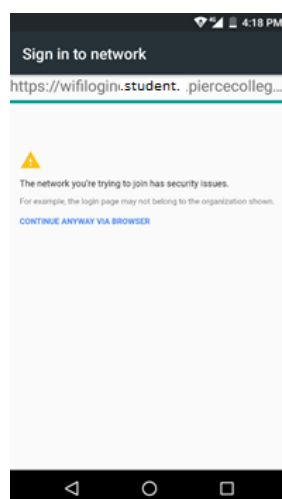 4:18 PM
Sign in to network
https://wifilogin.student. .piercecolleg...
The network you're trying to join has security issues.
For example, the login page may not belong to the organization shown.
CONTINUE ANYWAY VIA BROWSER